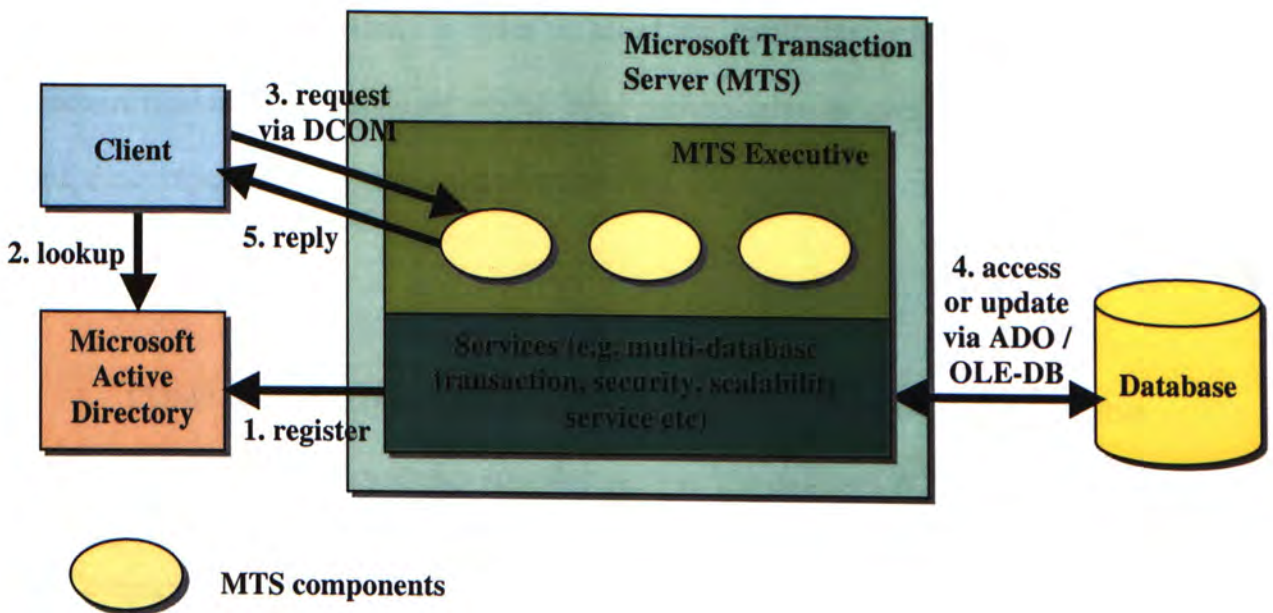 Microsoft Transaction
Server (MTS)
3. request
via DCOM
Client
MTS Executive
5. reply
2. lookup
4. access
or update
via ADO /
OLE-DB
Microsoft
Active
Directory
Services (e.g. multi-database
transaction, security, scalability
service etc)
Database
1. register
MTS components